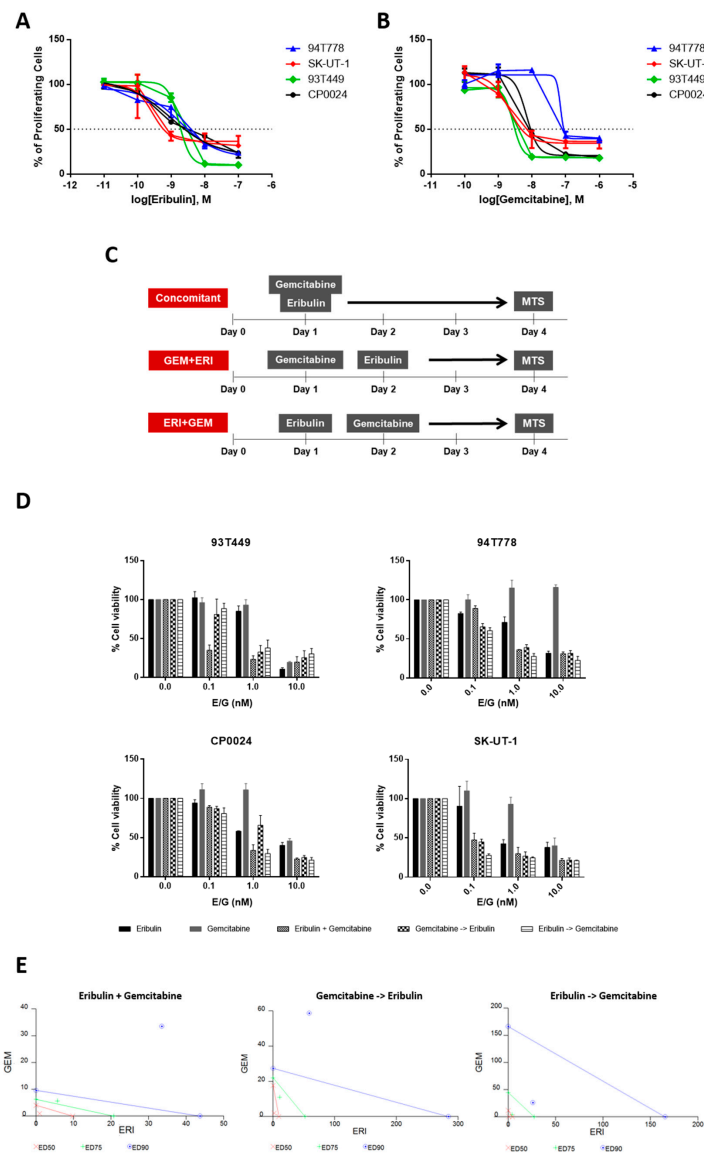 A
B
% of Proliferating Cells
150
100
50
0
-12
-11
-10
-9
-8
-7
-6
log[Eribulin], M
94T778
SK-UT-1
93T449
CP0024
% of Proliferating Cells
150
100
50
0
-11
-10
-9
-8
-7
-6
-5
log[Gemcitabine], M
94T778
SK-UT-
93T449
CP0024
C
Concomitant
Gemcitabine
Eribulin
MTS
Day 0
Day 1
Day 2
Day 3
Day 4
GEM+ERI
Gemcitabine
Eribulin
MTS
Day 0
Day 1
Day 2
Day 3
Day 4
ERI+GEM
Eribulin
Gemcitabine
MTS
Day 0
Day 1
Day 2
Day 3
Day 4
D
93T449
% Cell viability
150
100
50
0
0.0
0.1
1.0
10.0
E/G (nM)
94T778
% Cell viability
150
100
50
0
0.0
0.1
1.0
10.0
E/G (nM)
CP0024
% Cell viability
150
100
50
0
0.0
0.1
1.0
10.0
E/G (nM)
SK-UT-1
% Cell viability
150
100
50
0
0.0
0.1
1.0
10.0
E/G (nM)
Eribulin
Gemcitabine
Eribulin + Gemcitabine
Gemcitabine -> Eribulin
Eribulin -> Gemcitabine
E
Eribulin + Gemcitabine
GEM
40
30
20
10
0
0
10
20
30
40
50
ERI
ED50
ED75
ED90
Gemcitabine -> Eribulin
GEM
60
40
20
0
0
100
200
300
ERI
ED50
ED75
ED90
Eribulin -> Gemcitabine
GEM
200
150
100
50
0
0
50
100
150
200
ERI
ED50
ED75
ED90